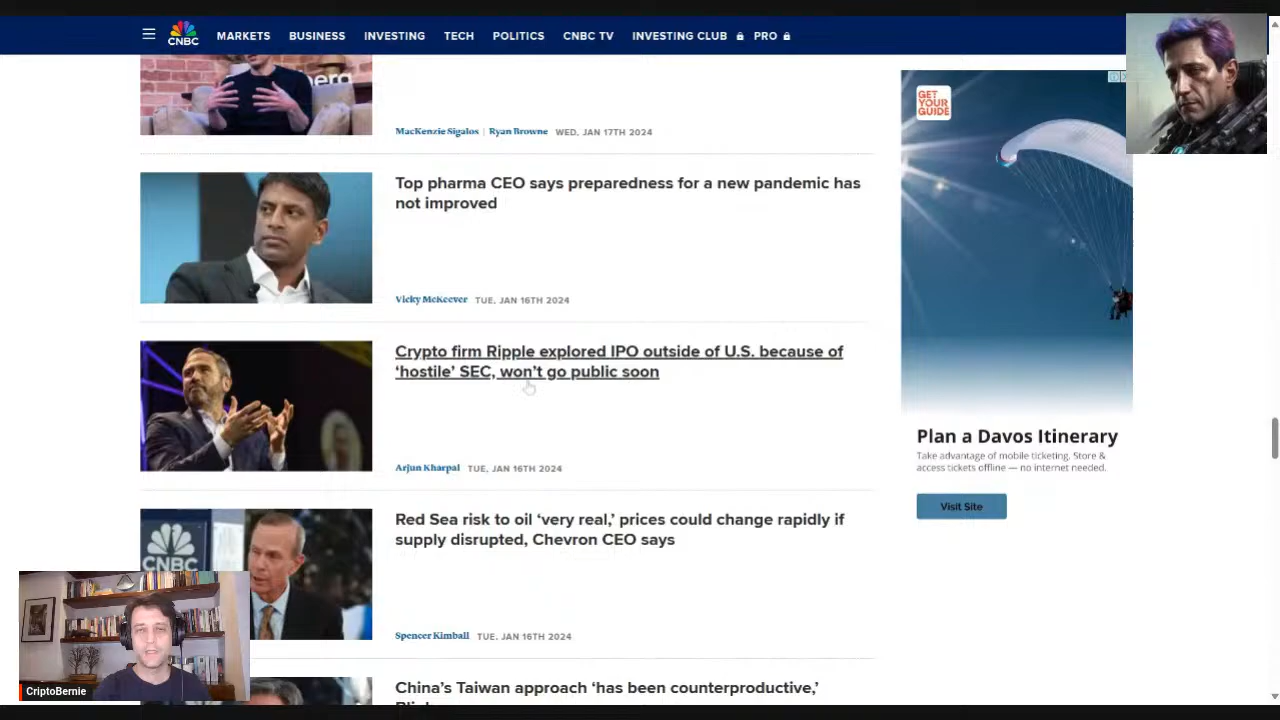 CNBC
MARKETS
BUSINESS
INVESTING
TECH
POLITICS
CNBC TV
INVESTING CLUB
PRO
GET
YOUR
GUIDE
MacKenzie Sigalos | Ryan Browne WED, JAN 17TH 2024
Top pharma CEO says preparedness for a new pandemic has
not improved
Vicky McKeever TUE, JAN 16TH 2024
Crypto firm Ripple explored IPO outside of U.S. because of
‘hostile’ SEC, won’t go public soon
Arjun Kharpal TUE, JAN 16TH 2024
Plan a Davos Itinerary
Take advantage of mobile ticketing. Store &
access tickets offline — no internet needed.
Visit Site
CNBC
Red Sea risk to oil ‘very real,’ prices could change rapidly if
supply disrupted, Chevron CEO says
Spencer Kimball TUE, JAN 16TH 2024
China’s Taiwan approach ‘has been counterproductive,’
CriptoBernie